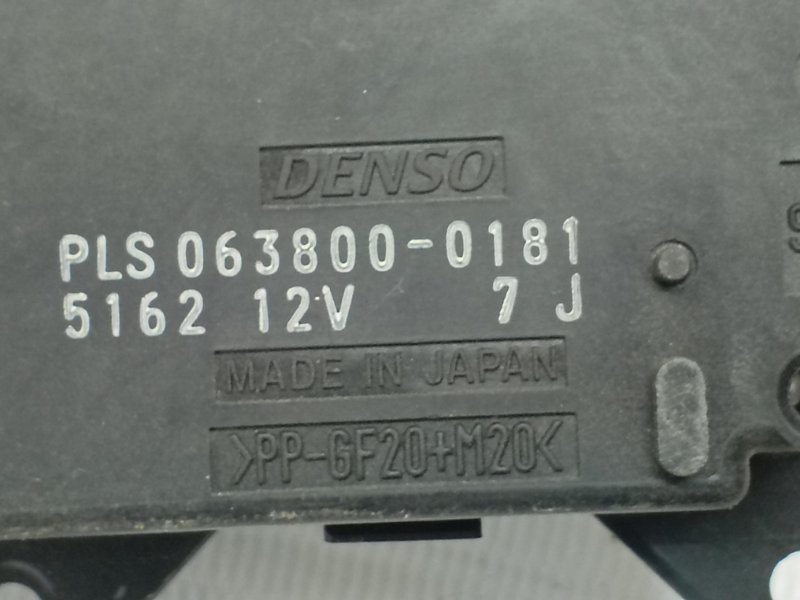 DENSO
PLS 063800-0181
5162 12V 7 J
MADE IN JAPAN
>PP-GF20+M20<